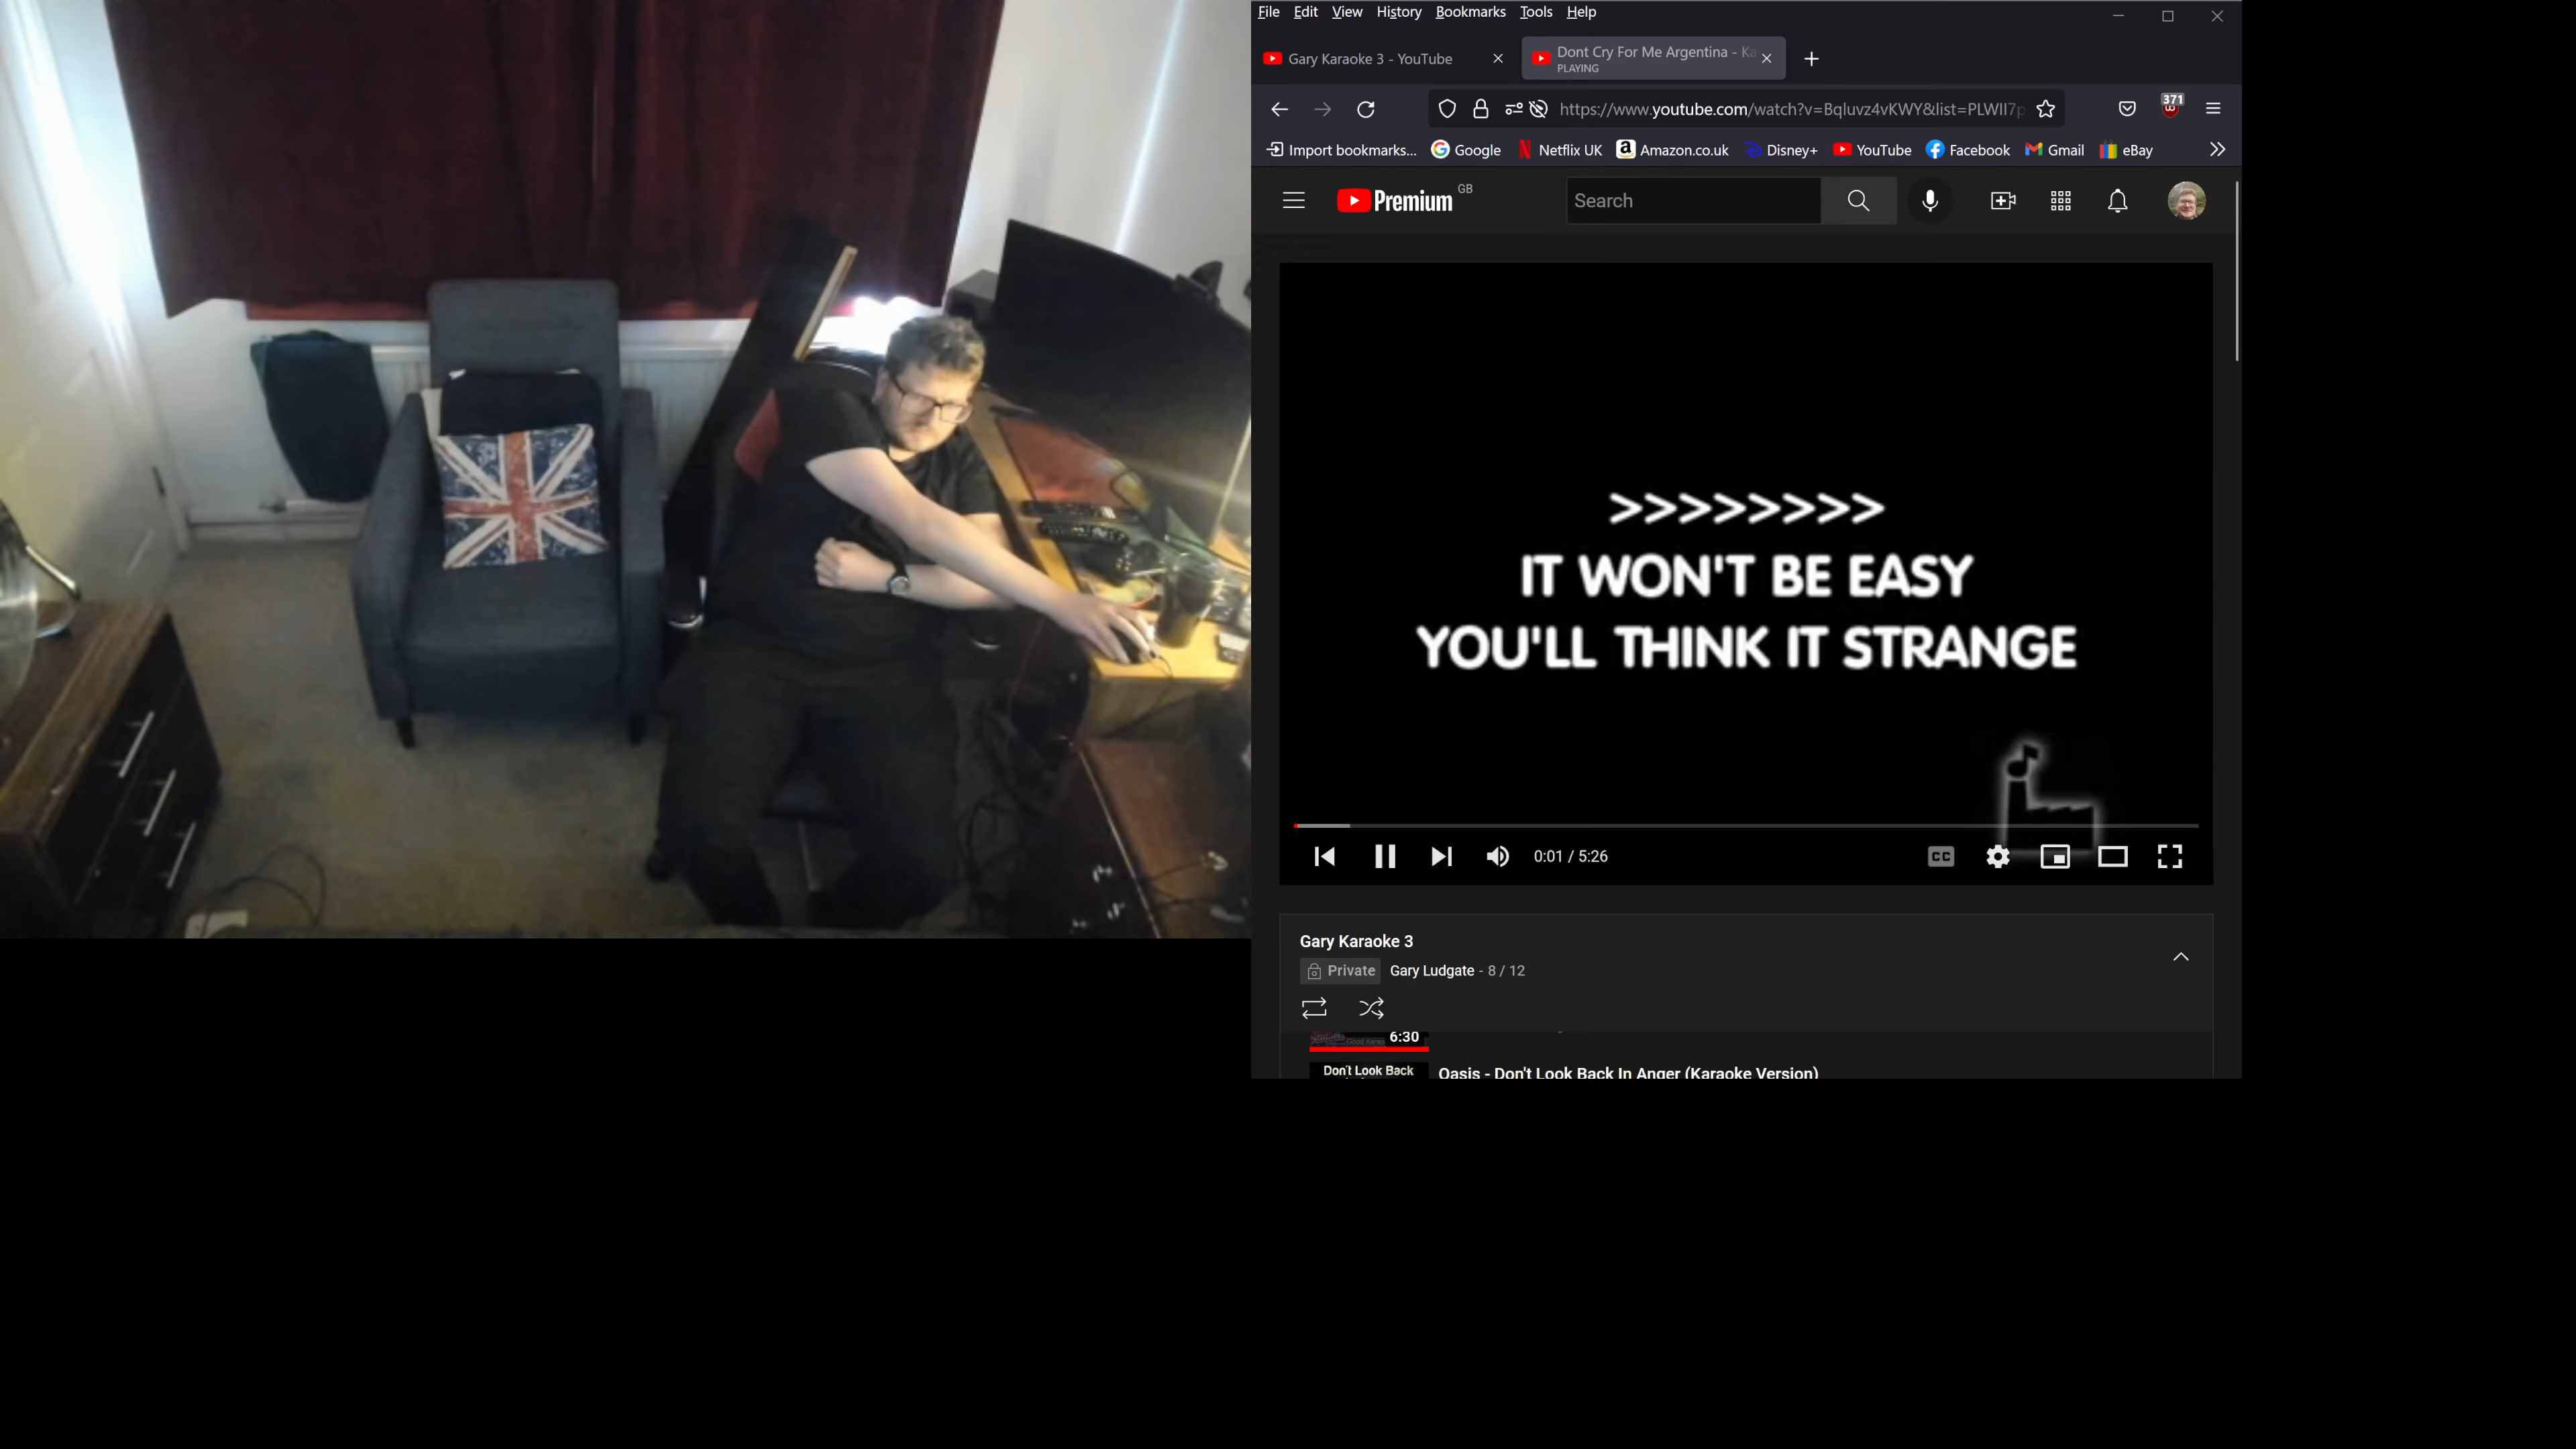 File Edit View History Bookmarks Tools Help
Gary Karaoke 3 - YouTube
Dont Cry For Me Argentina - Ka
PLAYING
https://www.youtube.com/watch?v=Bqluvz4vKWY&list=PLWIl7p
371
Import bookmarks... Google Netflix UK Amazon.co.uk Disney+ YouTube Facebook Gmail eBay
Premium GB
Search
>>>>>>>>
IT WON'T BE EASY
YOU'LL THINK IT STRANGE
0:01 / 5:26
CC
Gary Karaoke 3
Private Gary Ludgate - 8 / 12
6:30
Don't Look Back
Oasis - Don't Look Back In Anger (Karaoke Version)